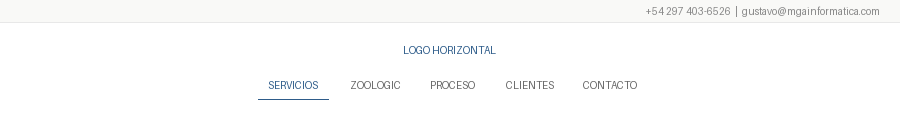 +54 297 403-6526 | gustavo@mgainformatica.com
LOGO HORIZONTAL
SERVICIOS ZOOLOGIC PROCESO CLIENTES CONTACTO